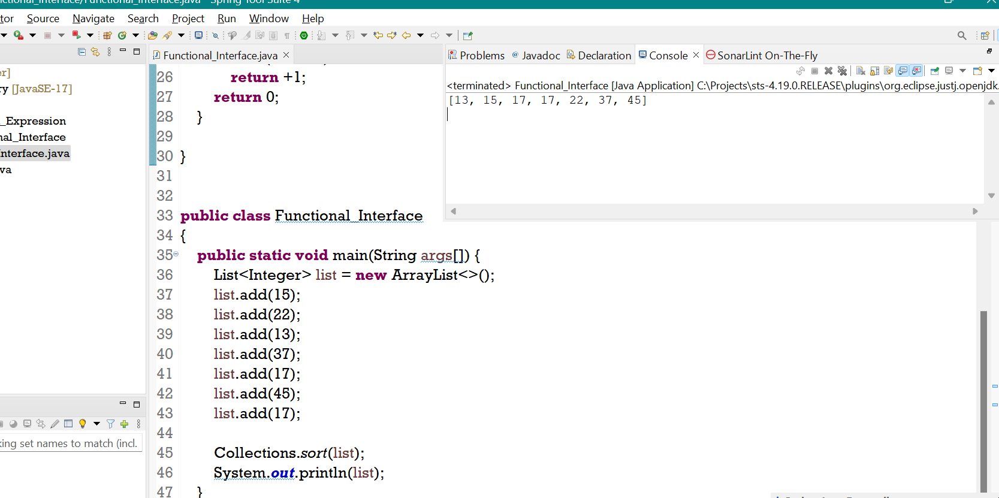 ctional_Interface/Functional_Interface.java - Spring Tool Suite 4
tor Source Navigate Search Project Run Window Help
Functional_Interface.java
Problems Javadoc Declaration Console SonarLint On-The-Fly
<terminated> Functional_Interface [Java Application] C:\Projects\sts-4.19.0.RELEASE\plugins\org.eclipse.justj.openjdk.
[13, 15, 17, 17, 22, 37, 45]
er]
ry [JavaSE-17]
_Expression
nal_Interface
nterface.java
va
king set names to match (incl.
26 return +1;
27 return 0;
28 }
29
30 }
31
32
33 public class Functional_Interface
34 {
35 public static void main(String args[]) {
36 List<Integer> list = new ArrayList<>();
37 list.add(15);
38 list.add(22);
39 list.add(13);
40 list.add(37);
41 list.add(17);
42 list.add(45);
43 list.add(17);
44
45 Collections.sort(list);
46 System.out.println(list);
47 }